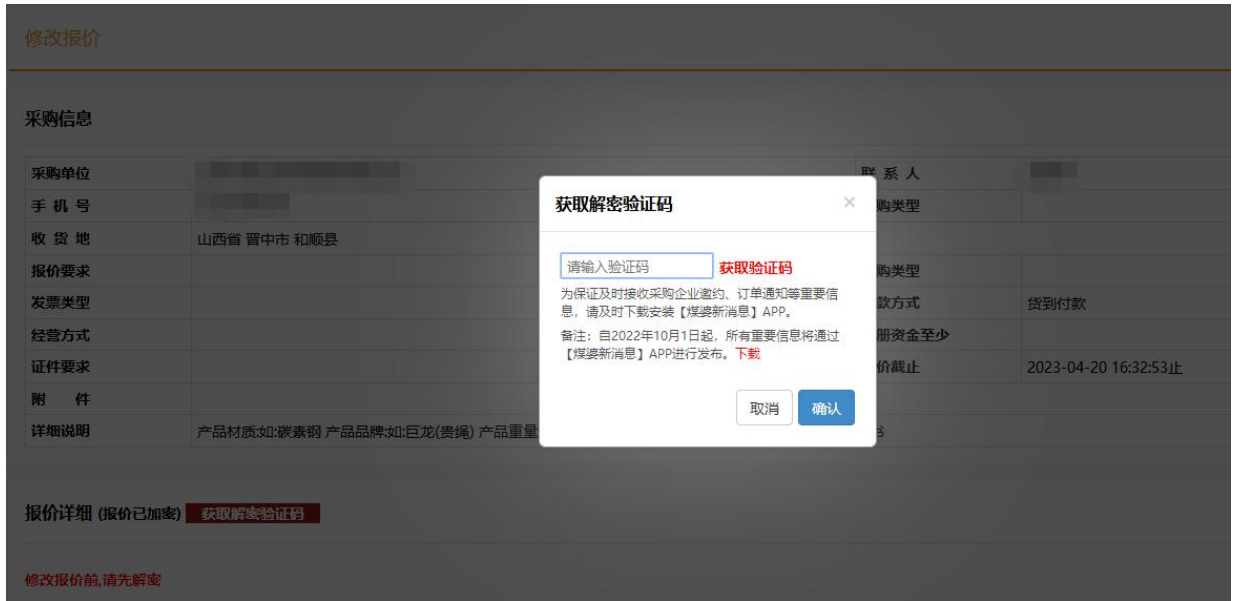 修改报价
采购信息
采购单位
联 系 人
手 机 号
购类型
收 货 地 山西省 晋中市 和顺县
报价要求
购类型
发票类型
款方式 货到付款
经营方式
册资金至少
证件要求
价截止 2023-04-20 16:32:53止
附 件
详细说明 产品材质:如:碳素钢 产品品牌:如:巨龙(贵绳) 产品重量
获取解密验证码 ×
请输入验证码 获取验证码
为保证及时接收采购企业邀约、订单通知等重要信
息，请及时下载安装【煤婆新消息】APP。
备注：自2022年10月1日起，所有重要信息将通过
【煤婆新消息】APP进行发布。下载
取消 确认
报价详细 (报价已加密) 获取解密验证码
修改报价前,请先解密